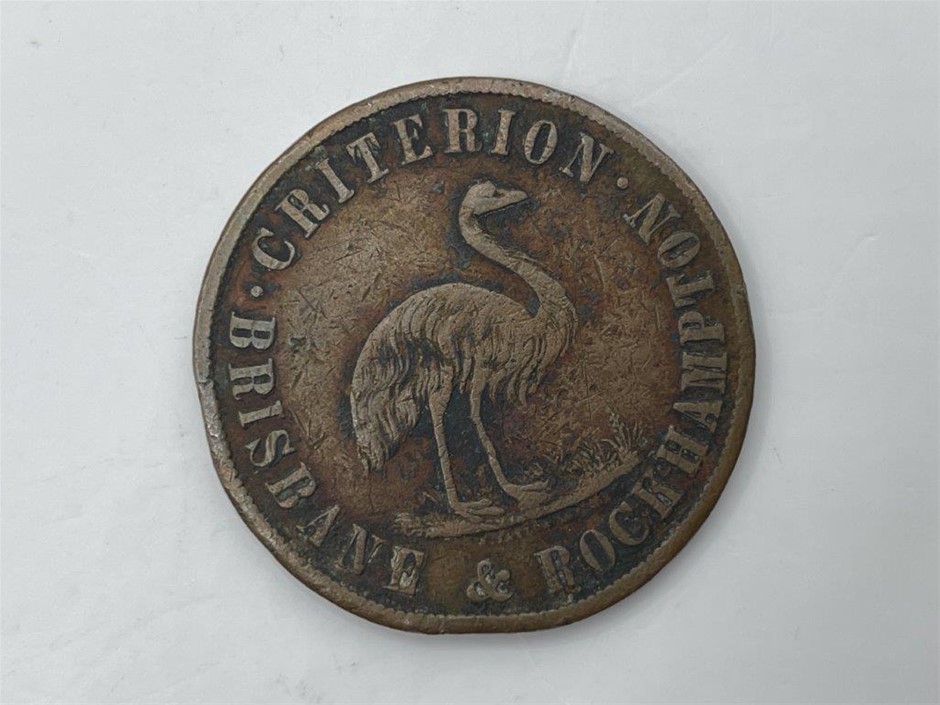 · CRITERION ·
BRISBANE & ROCKHAMPTON